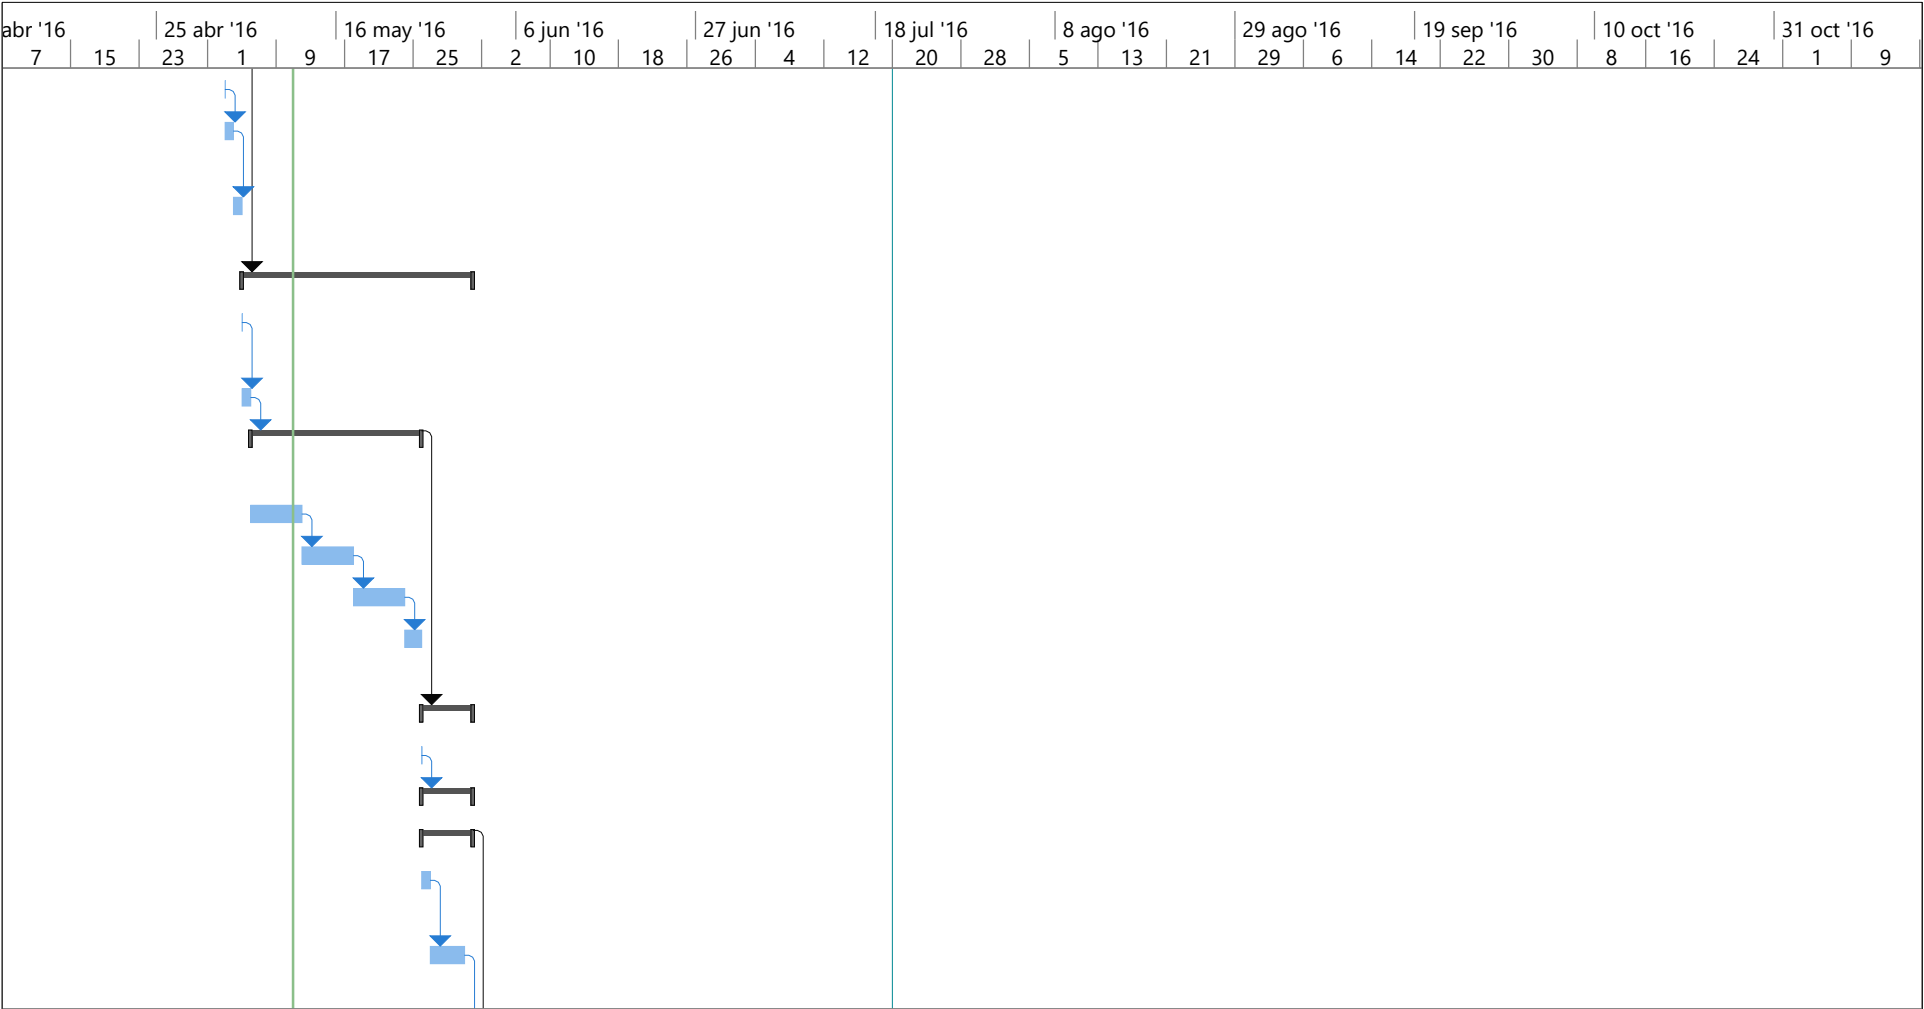 abr '16 25 abr '16 16 may '16 6 jun '16 27 jun '16 18 jul '16 8 ago '16 29 ago '16 19 sep '16 10 oct '16 31 oct '16
7 15 23 1 9 17 25 2 10 18 26 4 12 20 28 5 13 21 29 6 14 22 30 8 16 24 1 9